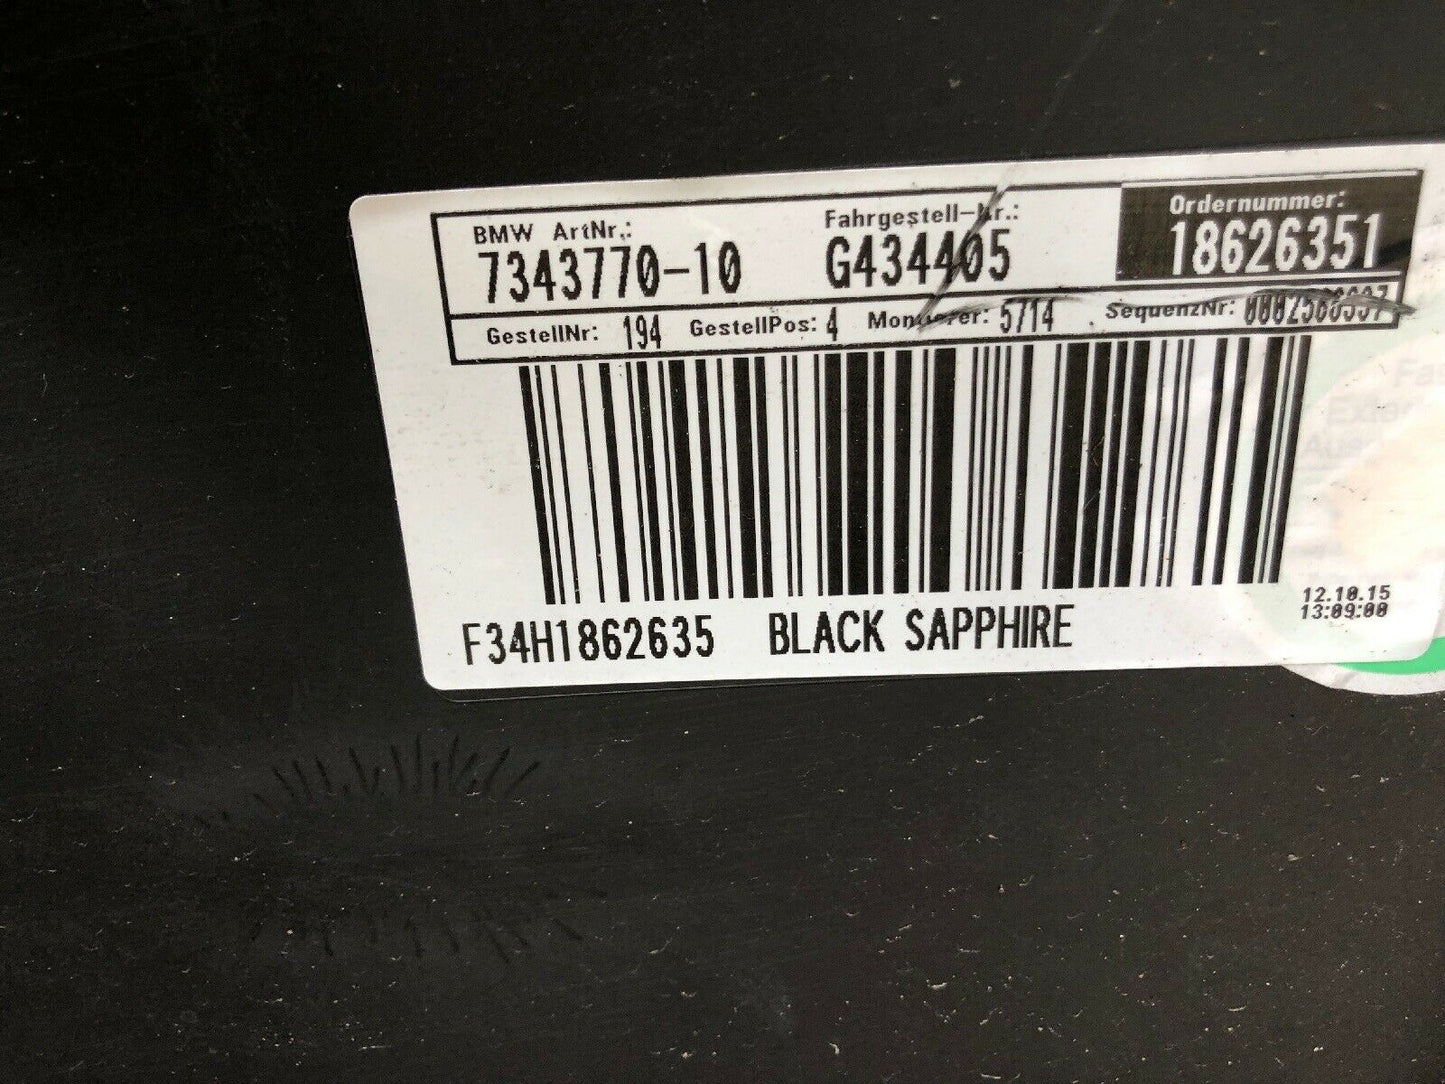 BMW ArtNr.: Fahrgestell-Nr.: Ordernummer:
7343770-10 G434405 18626351
GestellNr: 194 GestellPos: 4 Montierer: 5714 SequenzNr:
12.10.15
13:09:00
F34H1862635 BLACK SAPPHIRE